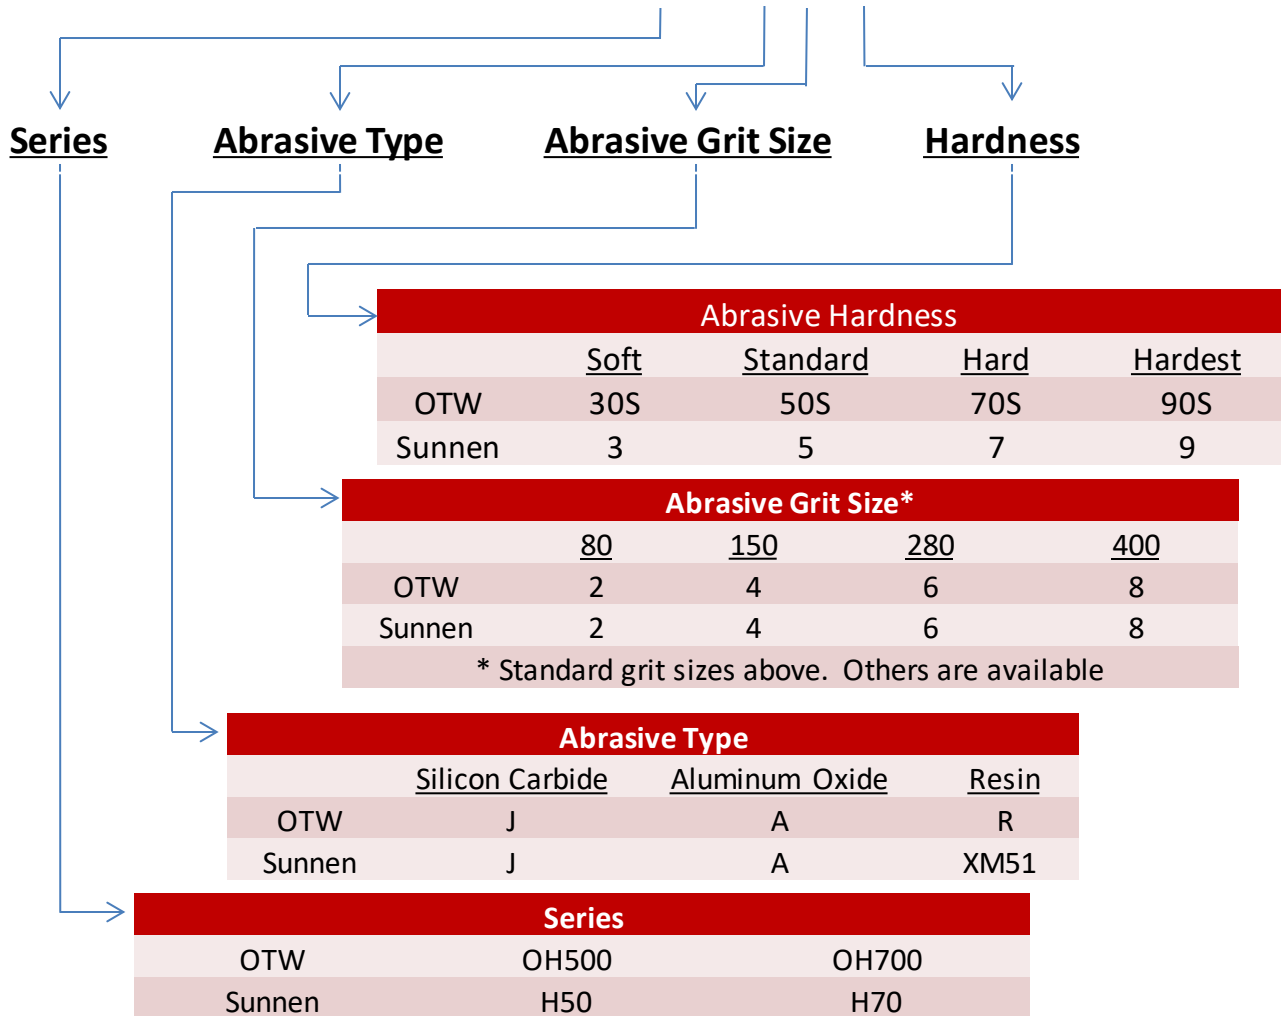 Series Abrasive Type Abrasive Grit Size Hardness
Abrasive Hardness
Soft Standard Hard Hardest
OTW 30S 50S 70S 90S
Sunnen 3 5 7 9
Abrasive Grit Size*
80 150 280 400
OTW 2 4 6 8
Sunnen 2 4 6 8
* Standard grit sizes above. Others are available
Abrasive Type
Silicon Carbide Aluminum Oxide Resin
OTW J A R
Sunnen J A XM51
Series
OTW OH500 OH700
Sunnen H50 H70